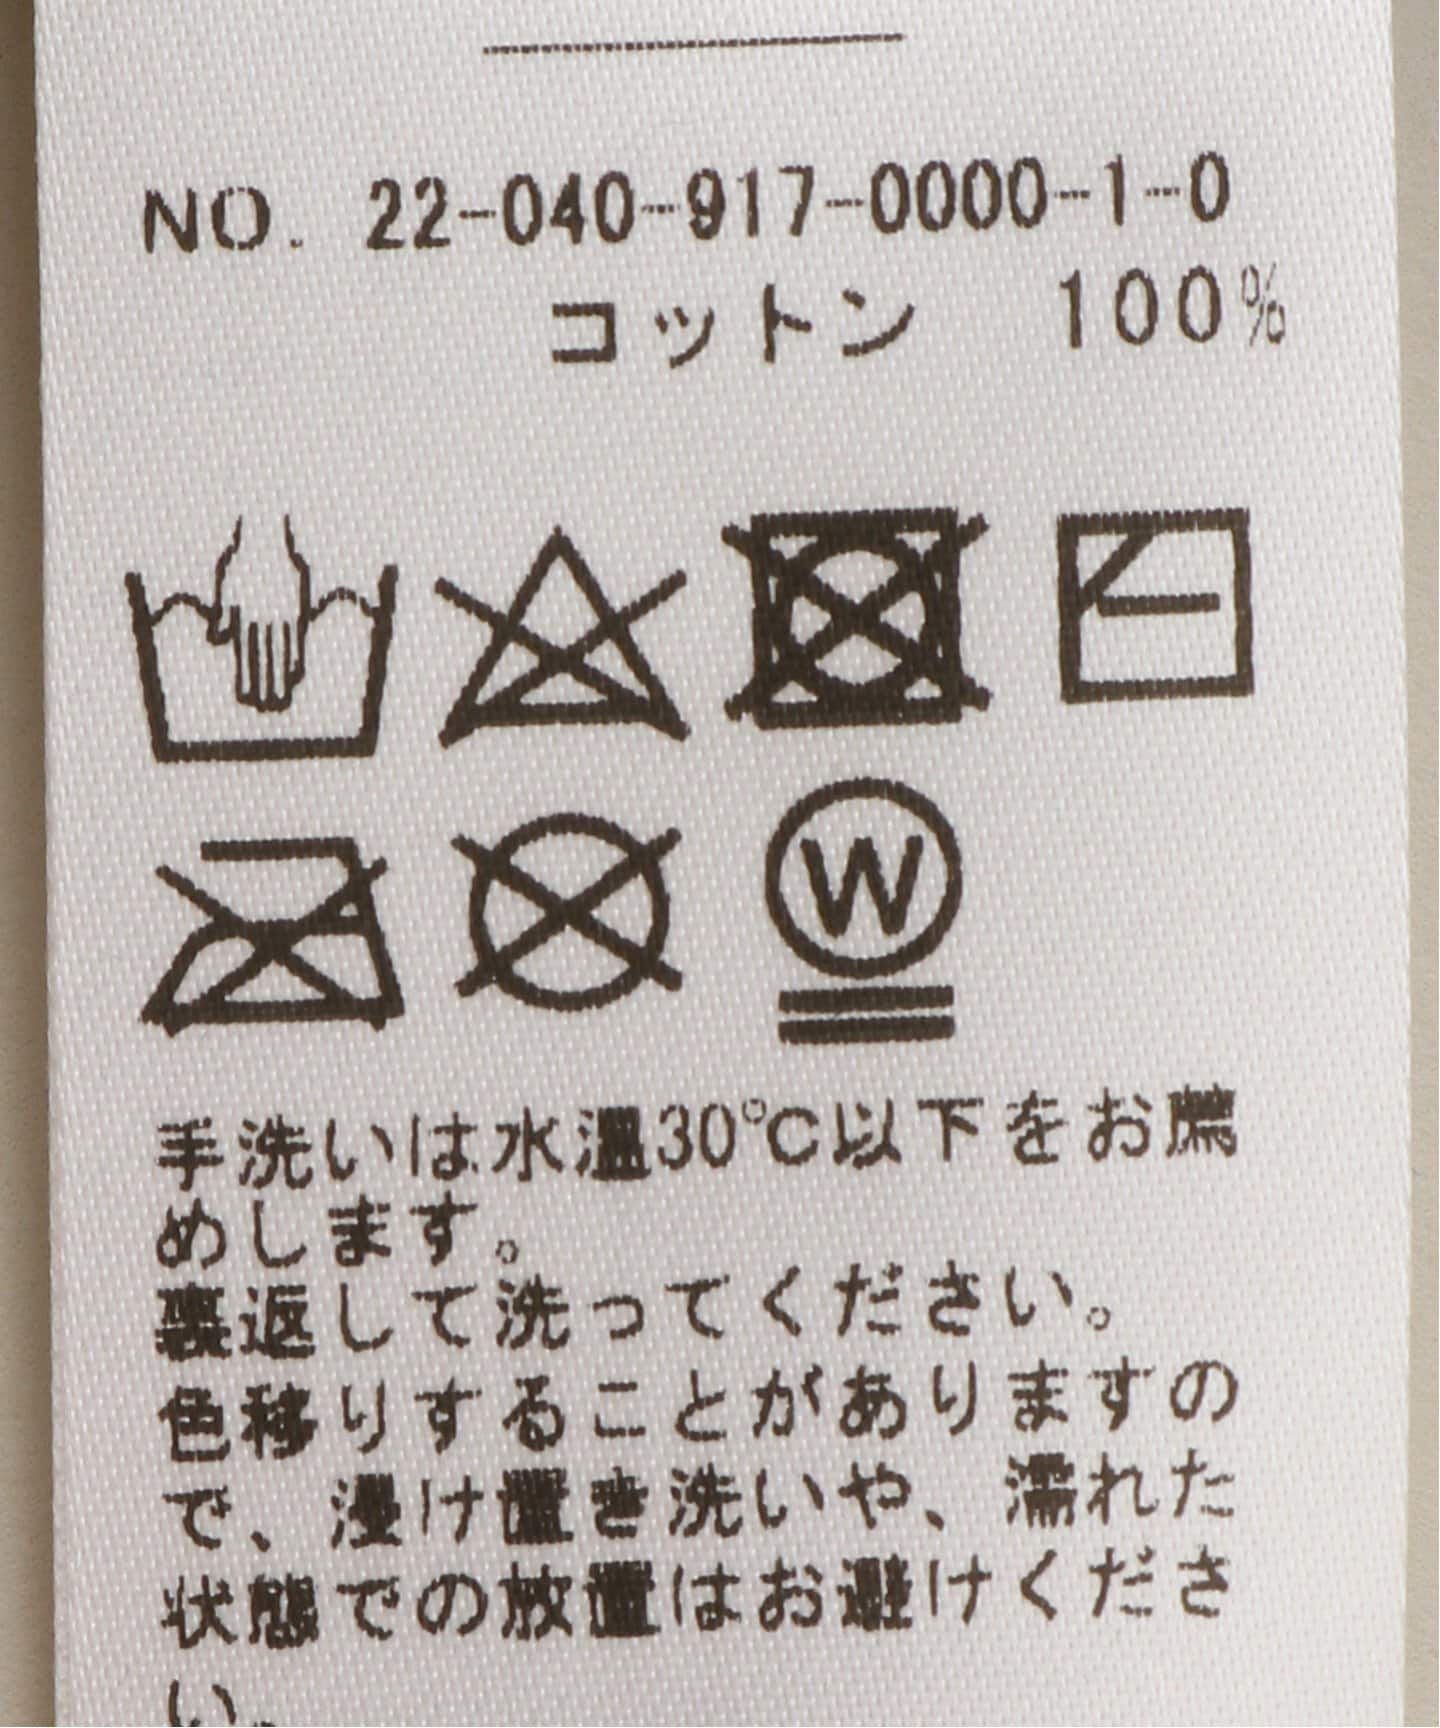 NO. 22-040-917-0000-1-0
コットン 100%
W
手洗いは水温30℃以下をお薦
めします。
裏返して洗ってください。
色移りすることがありますの
で、浸け置き洗いや、濡れた
状態での放置はお避けくださ
い。